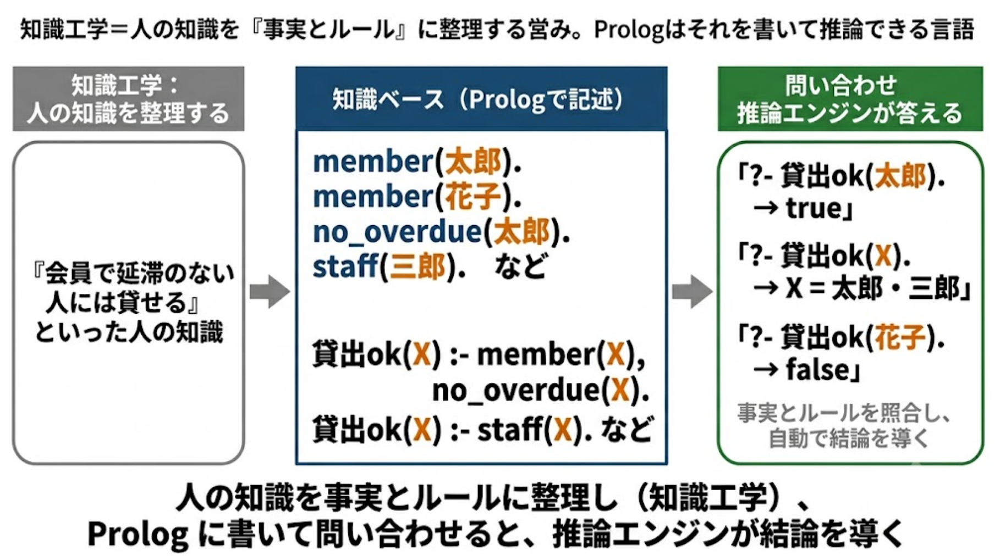 知識工学＝人の知識を『事実とルール』に整理する営み。Prologはそれを書いて推論できる言語
知識工学：
人の知識を整理する
『会員で延滞のない
人には貸せる』
といった人の知識
知識ベース（Prologで記述）
member(太郎).
member(花子).
no_overdue(太郎).
staff(三郎). など
貸出ok(X) :- member(X),
no_overdue(X).
貸出ok(X) :- staff(X). など
問い合わせ
推論エンジンが答える
「?- 貸出ok(太郎).
→ true」
「?- 貸出ok(X).
→ X = 太郎・三郎」
「?- 貸出ok(花子).
→ false」
事実とルールを照合し、
自動で結論を導く
人の知識を事実とルールに整理し（知識工学）、
Prolog に書いて問い合わせると、推論エンジンが結論を導く